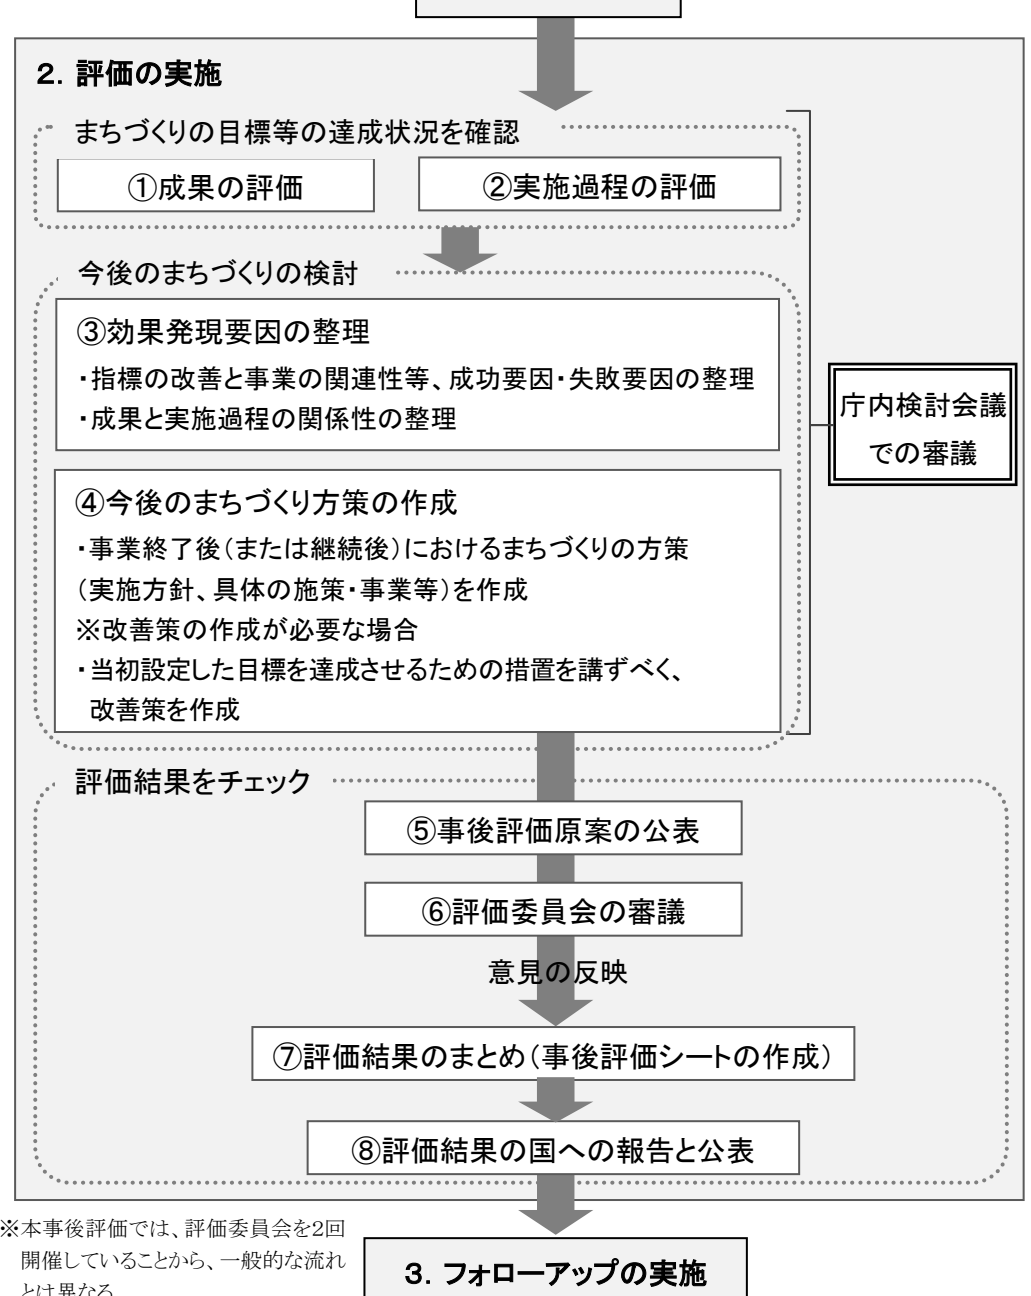 ２．評価の実施
まちづくりの目標等の達成状況を確認
①成果の評価
②実施過程の評価
今後のまちづくりの検討
③効果発現要因の整理
・指標の改善と事業の関連性等、成功要因・失敗要因の整理
・成果と実施過程の関係性の整理
庁内検討会議
での審議
④今後のまちづくり方策の作成
・事業終了後（または継続後）におけるまちづくりの方策
（実施方針、具体の施策・事業等）を作成
※改善策の作成が必要な場合
・当初設定した目標を達成させるための措置を講ずべく、
改善策を作成
評価結果をチェック
⑤事後評価原案の公表
⑥評価委員会の審議
意見の反映
⑦評価結果のまとめ（事後評価シートの作成）
⑧評価結果の国への報告と公表
※本事後評価では、評価委員会を2回
開催していることから、一般的な流れ
とは異なる
３．フォローアップの実施